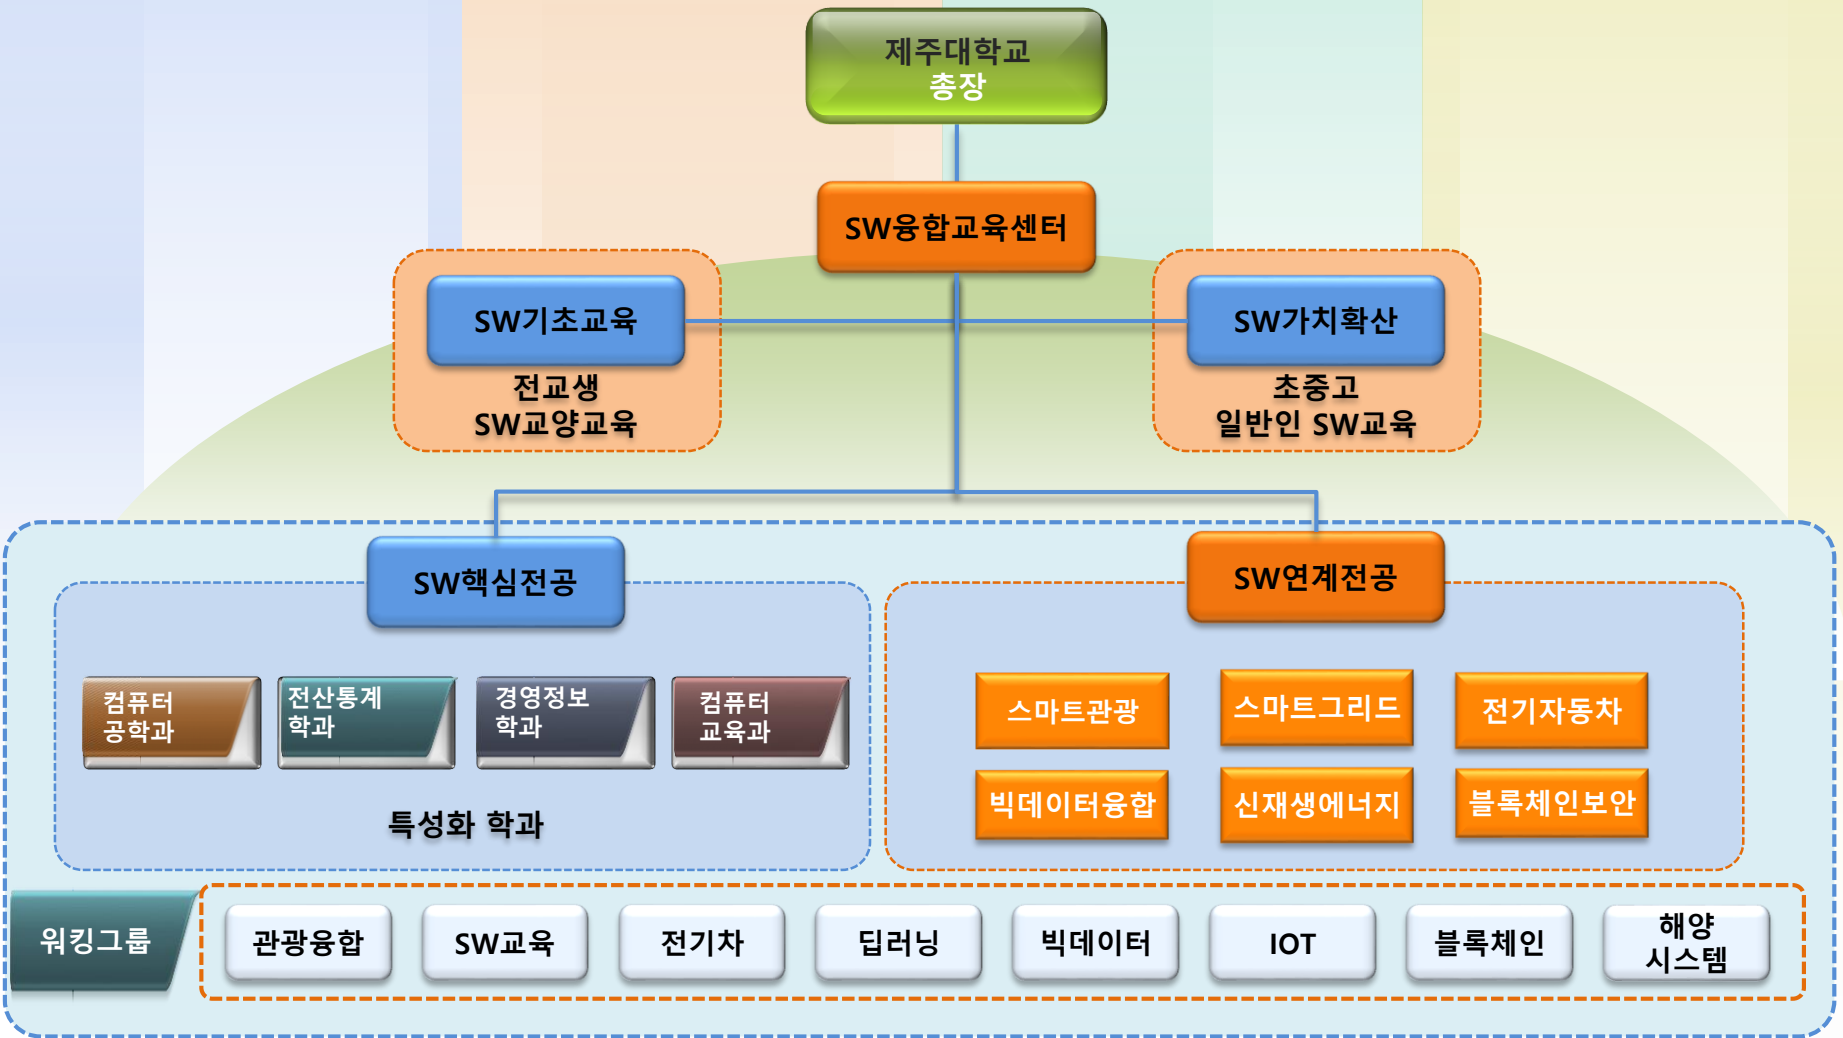 제주대학교
총장
SW융합교육센터
SW기초교육
전교생
SW교양교육
SW가치확산
초중고
일반인 SW교육
SW핵심전공
컴퓨터
공학과
전산통계
학과
경영정보
학과
컴퓨터
교육과
특성화 학과
SW연계전공
스마트관광
스마트그리드
전기자동차
빅데이터융합
신재생에너지
블록체인보안
워킹그룹
관광융합
SW교육
전기차
딥러닝
빅데이터
IOT
블록체인
해양
시스템